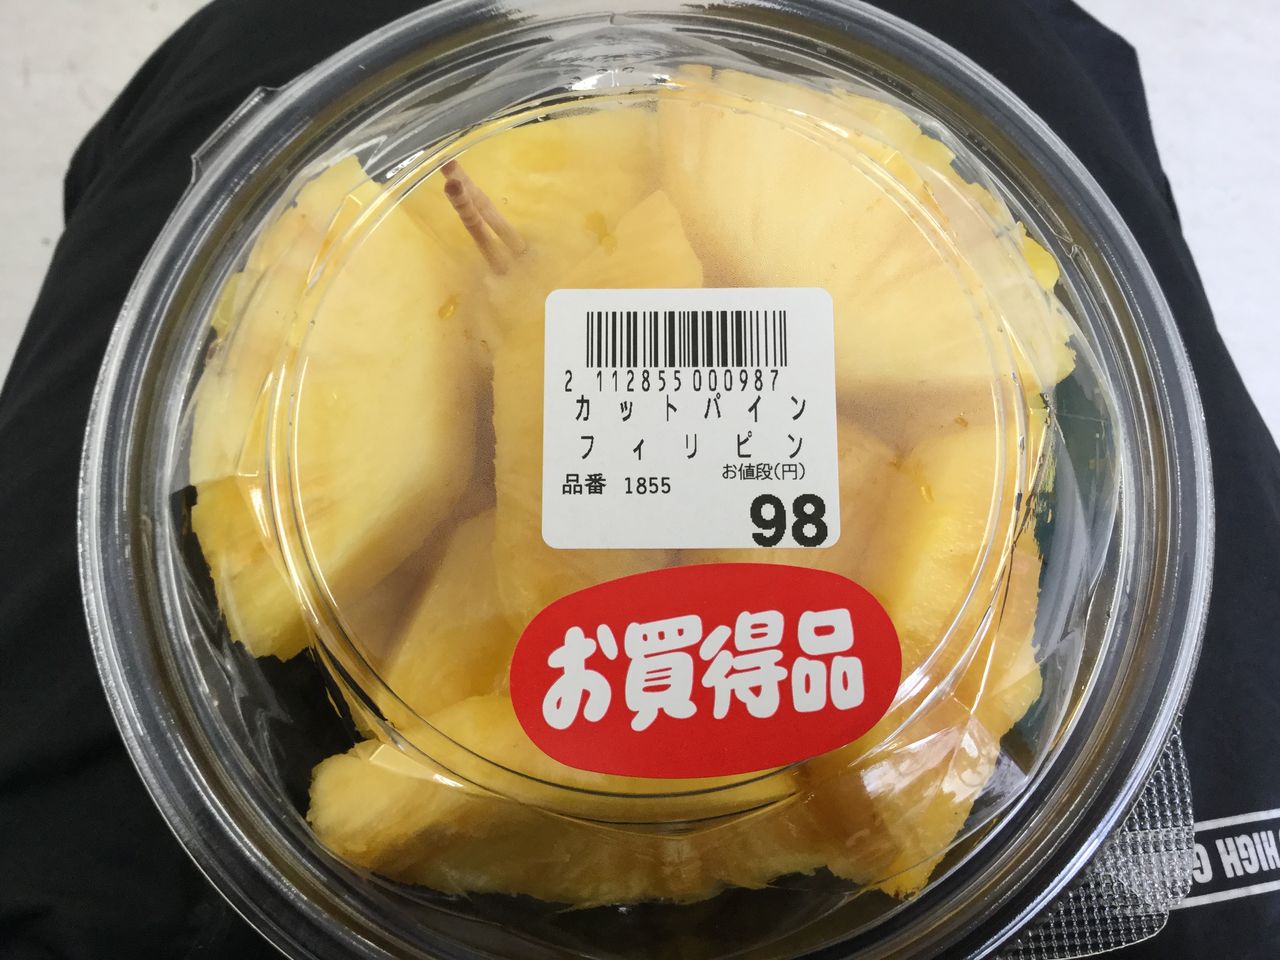 2 112855 000987
カットパイン
フィリピン
お値段(円)
品番 1855
98
お買得品
HIGH G